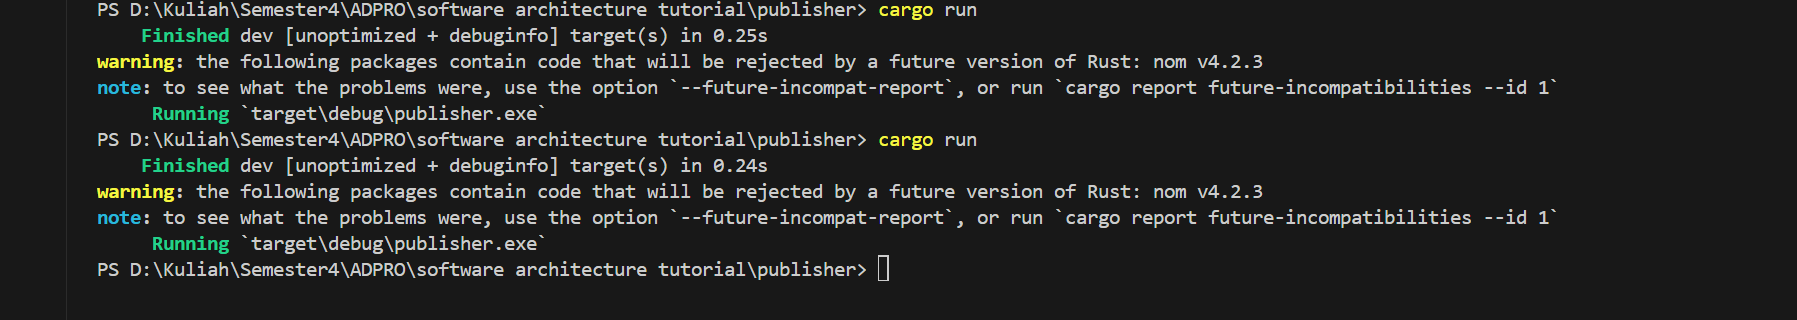 PS D:\Kuliah\Semester4\ADPRO\software architecture tutorial\publisher> cargo run
Finished dev [unoptimized + debuginfo] target(s) in 0.25s
warning: the following packages contain code that will be rejected by a future version of Rust: nom v4.2.3
note: to see what the problems were, use the option `--future-incompat-report`, or run `cargo report future-incompatibilities --id 1`
Running `target\debug\publisher.exe`
PS D:\Kuliah\Semester4\ADPRO\software architecture tutorial\publisher> cargo run
Finished dev [unoptimized + debuginfo] target(s) in 0.24s
warning: the following packages contain code that will be rejected by a future version of Rust: nom v4.2.3
note: to see what the problems were, use the option `--future-incompat-report`, or run `cargo report future-incompatibilities --id 1`
Running `target\debug\publisher.exe`
PS D:\Kuliah\Semester4\ADPRO\software architecture tutorial\publisher>